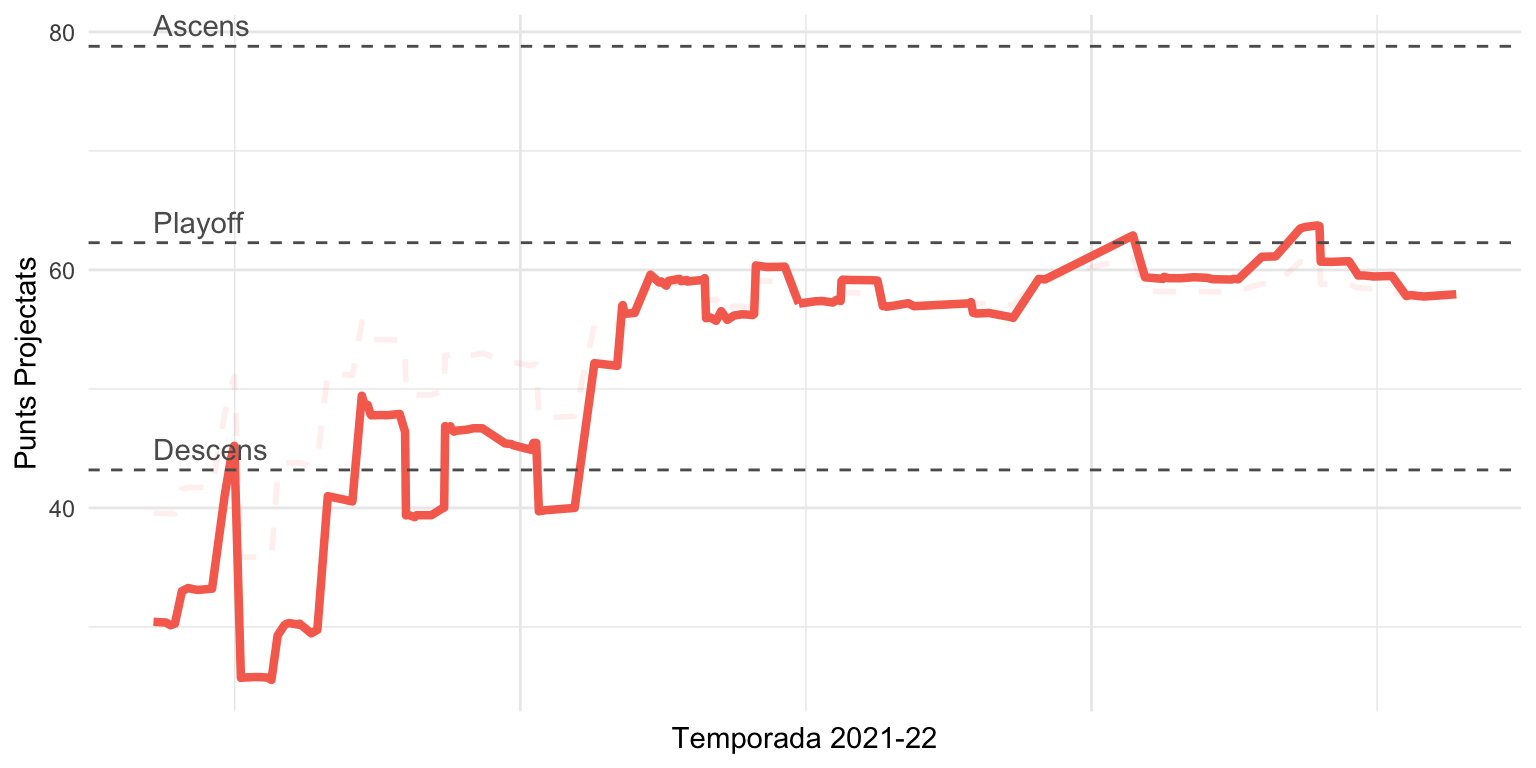 Ascens
80
Playoff
60
Descens
40
Punts Projectats
Temporada 2021-22